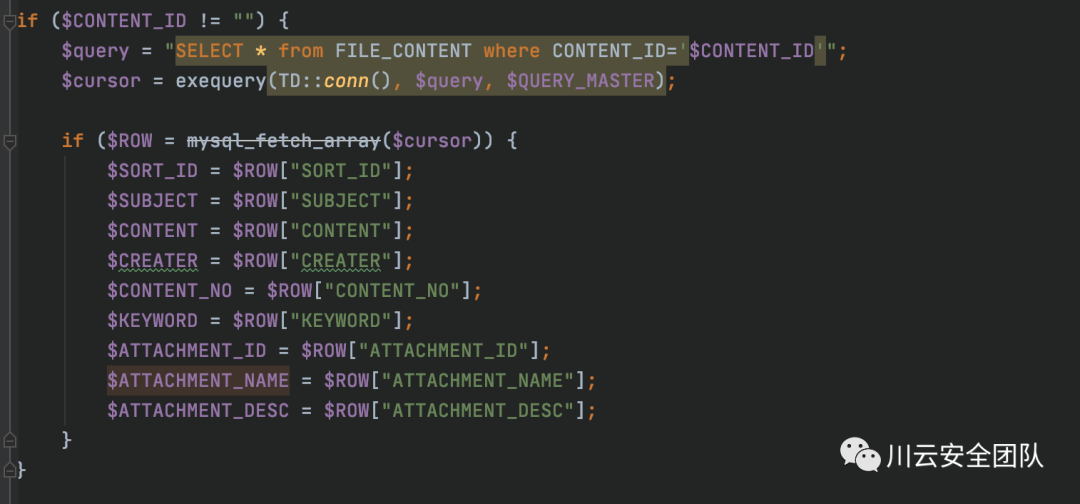 if ($CONTENT_ID != "") {
    $query = "SELECT * from FILE_CONTENT where CONTENT_ID='$CONTENT_ID'";
    $cursor = exequery(TD::conn(), $query, $QUERY_MASTER);

    if ($ROW = mysql_fetch_array($cursor)) {
        $SORT_ID = $ROW["SORT_ID"];
        $SUBJECT = $ROW["SUBJECT"];
        $CONTENT = $ROW["CONTENT"];
        $CREATER = $ROW["CREATER"];
        $CONTENT_NO = $ROW["CONTENT_NO"];
        $KEYWORD = $ROW["KEYWORD"];
        $ATTACHMENT_ID = $ROW["ATTACHMENT_ID"];
        $ATTACHMENT_NAME = $ROW["ATTACHMENT_NAME"];
        $ATTACHMENT_DESC = $ROW["ATTACHMENT_DESC"];
    }
}
川云安全团队